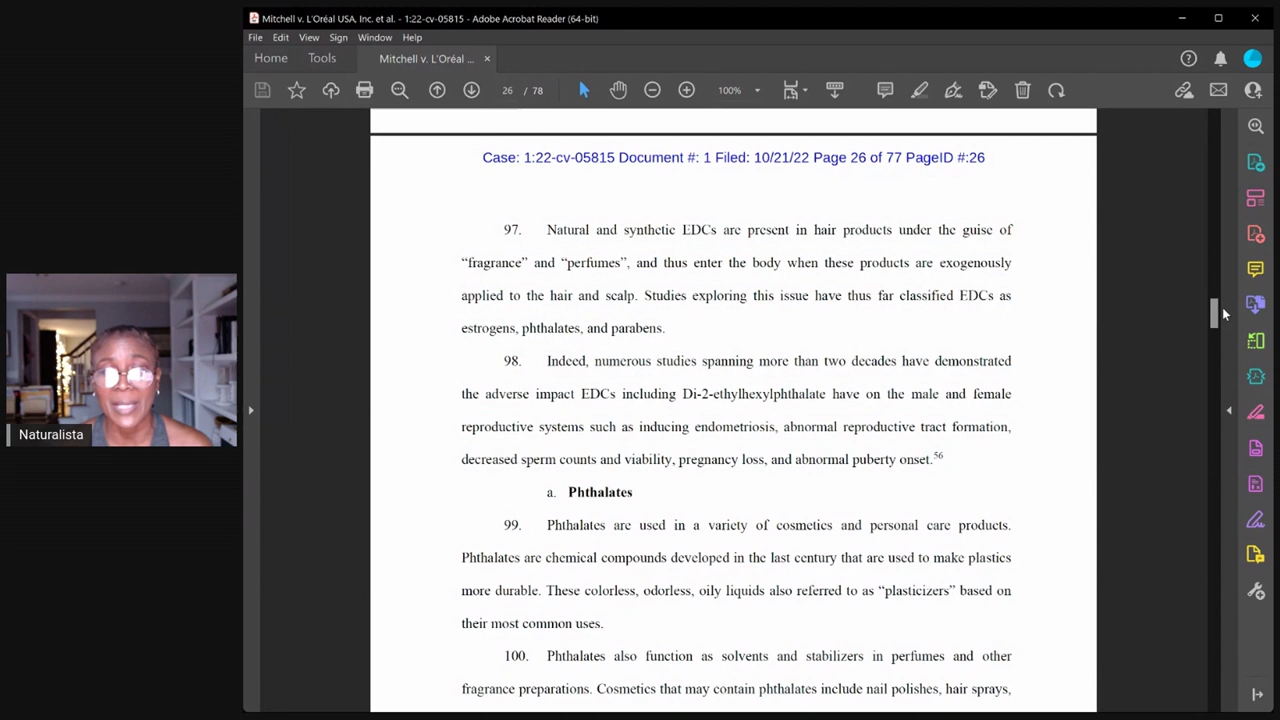 Mitchell v. L'Oréal USA, Inc. et al. - 1:22-cv-05815 - Adobe Acrobat Reader (64-bit)
File Edit View Sign Window Help
Home Tools Mitchell v. L'Oréal ... ×
26 / 78 100%
Case: 1:22-cv-05815 Document #: 1 Filed: 10/21/22 Page 26 of 77 PageID #:26
97. Natural and synthetic EDCs are present in hair products under the guise of
“fragrance” and “perfumes”, and thus enter the body when these products are exogenously
applied to the hair and scalp. Studies exploring this issue have thus far classified EDCs as
estrogens, phthalates, and parabens.
98. Indeed, numerous studies spanning more than two decades have demonstrated
the adverse impact EDCs including Di-2-ethylhexylphthalate have on the male and female
reproductive systems such as inducing endometriosis, abnormal reproductive tract formation,
decreased sperm counts and viability, pregnancy loss, and abnormal puberty onset.56
a. Phthalates
99. Phthalates are used in a variety of cosmetics and personal care products.
Phthalates are chemical compounds developed in the last century that are used to make plastics
more durable. These colorless, odorless, oily liquids also referred to as “plasticizers” based on
their most common uses.
100. Phthalates also function as solvents and stabilizers in perfumes and other
fragrance preparations. Cosmetics that may contain phthalates include nail polishes, hair sprays,
Naturalista